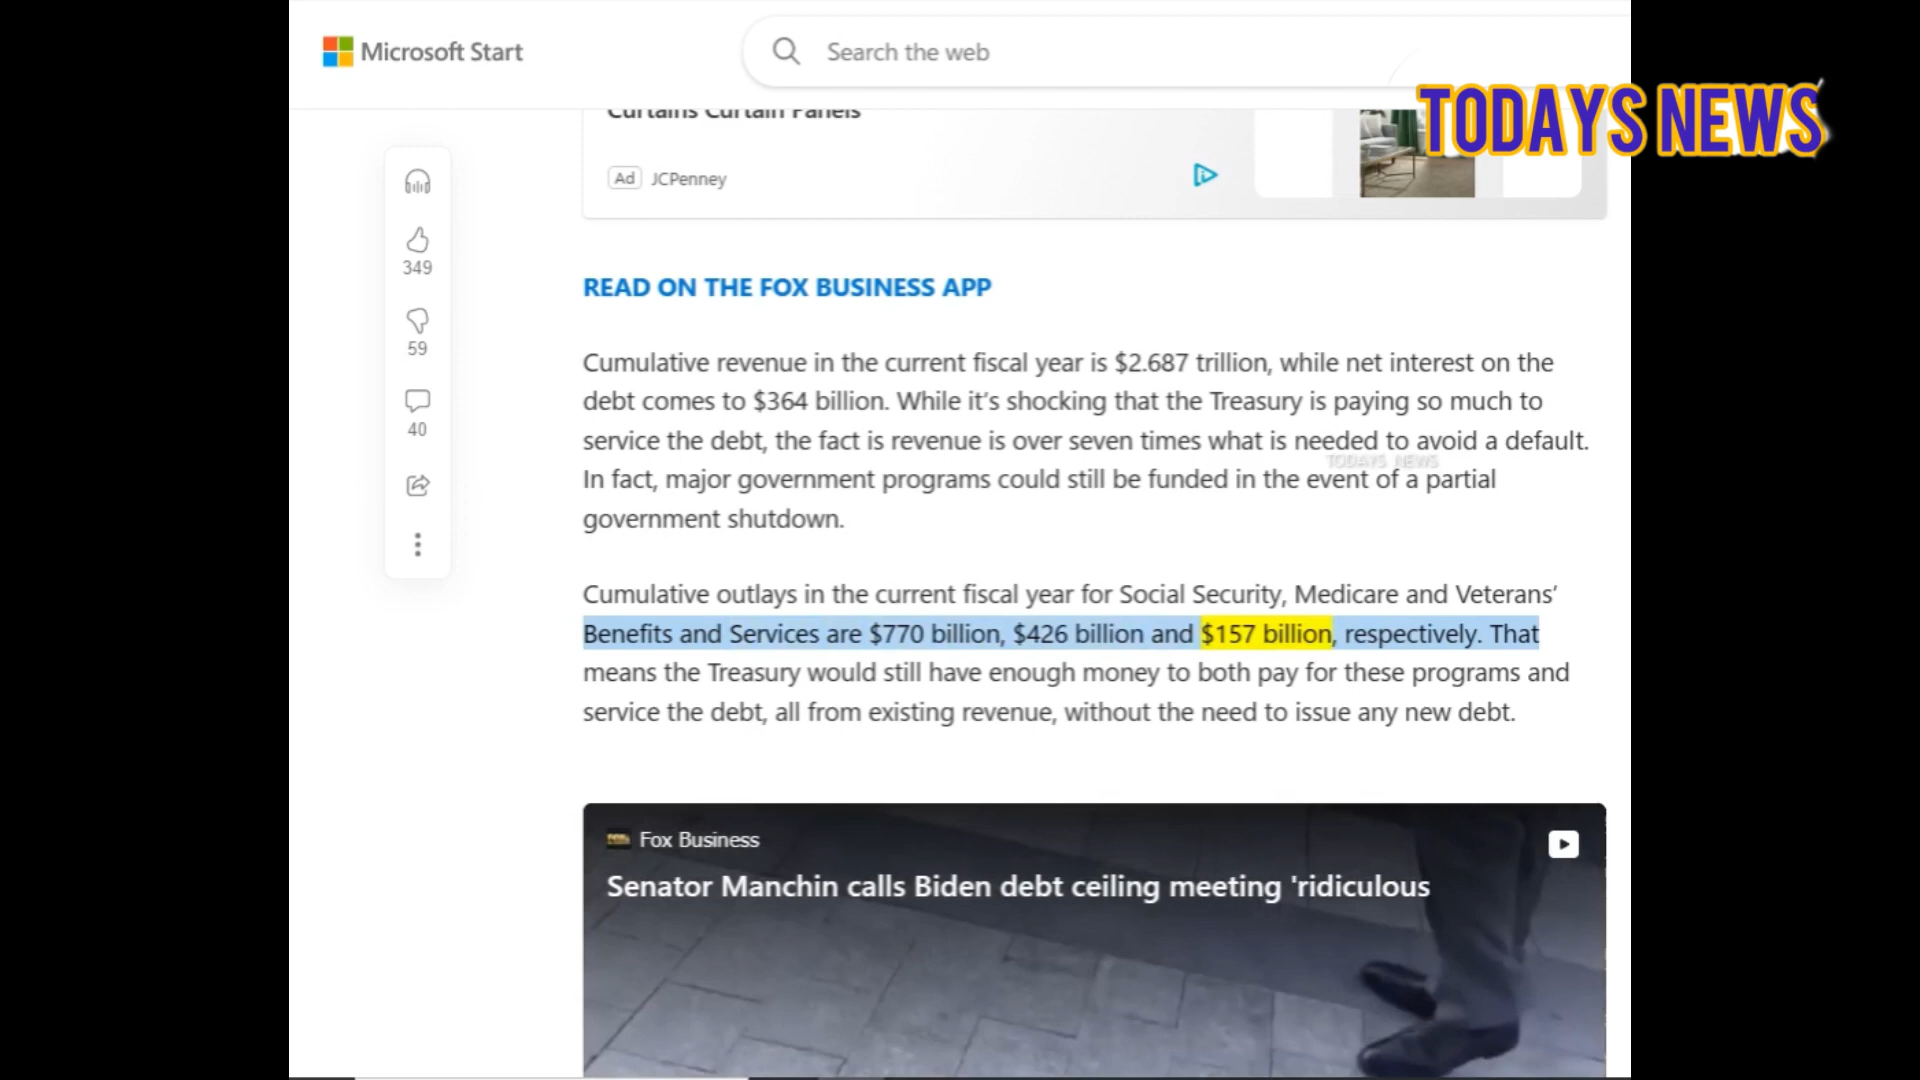 Microsoft Start
Search the web
TODAYS NEWS
Curtains Curtain Panels
Ad JCPenney
349
59
40
READ ON THE FOX BUSINESS APP
Cumulative revenue in the current fiscal year is $2.687 trillion, while net interest on the
debt comes to $364 billion. While it’s shocking that the Treasury is paying so much to
service the debt, the fact is revenue is over seven times what is needed to avoid a default.
TODAYS NEWS
In fact, major government programs could still be funded in the event of a partial
government shutdown.
Cumulative outlays in the current fiscal year for Social Security, Medicare and Veterans’
Benefits and Services are $770 billion, $426 billion and $157 billion, respectively. That
means the Treasury would still have enough money to both pay for these programs and
service the debt, all from existing revenue, without the need to issue any new debt.
Fox Business
Senator Manchin calls Biden debt ceiling meeting 'ridiculous